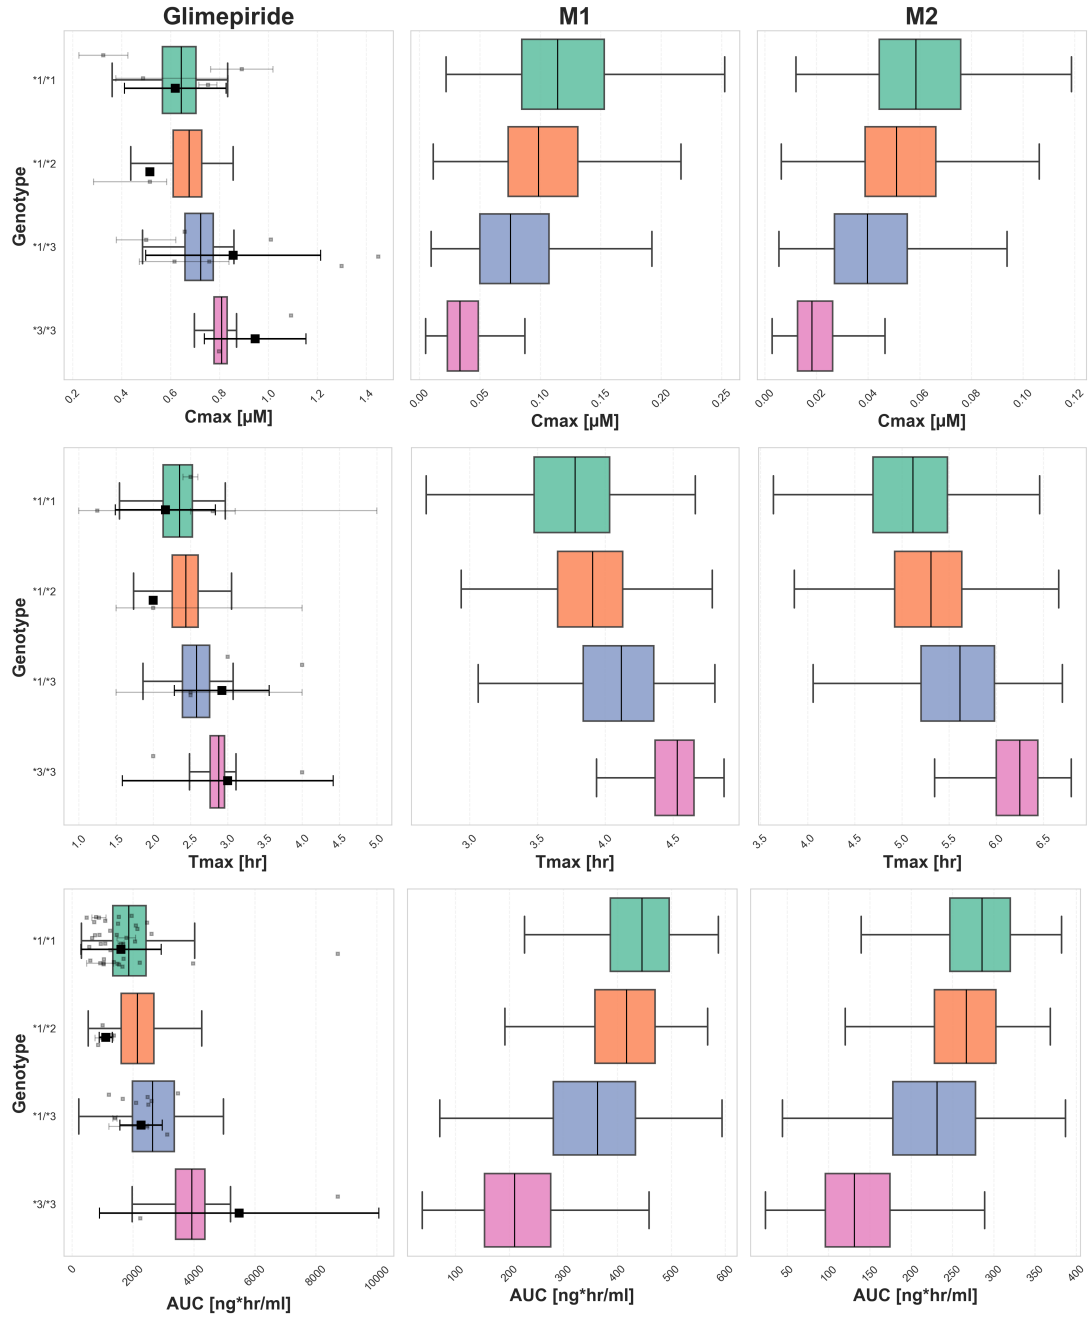 Glimepiride M1 M2
Genotype
*1/*1
*1/*2
*1/*3
*3/*3
0.2 0.4 0.6 0.8 1.0 1.2 1.4
0.00 0.05 0.10 0.15 0.20 0.25
0.00 0.02 0.04 0.06 0.08 0.10 0.12
Cmax [µM] Cmax [µM] Cmax [µM]
Genotype
*1/*1
*1/*2
*1/*3
*3/*3
1.0 1.5 2.0 2.5 3.0 3.5 4.0 4.5 5.0
3.0 3.5 4.0 4.5
3.5 4.0 4.5 5.0 5.5 6.0 6.5
Tmax [hr] Tmax [hr] Tmax [hr]
Genotype
*1/*1
*1/*2
*1/*3
*3/*3
0 2000 4000 6000 8000 10000
100 200 300 400 500 600
50 100 150 200 250 300 350 400
AUC [ng*hr/ml] AUC [ng*hr/ml] AUC [ng*hr/ml]